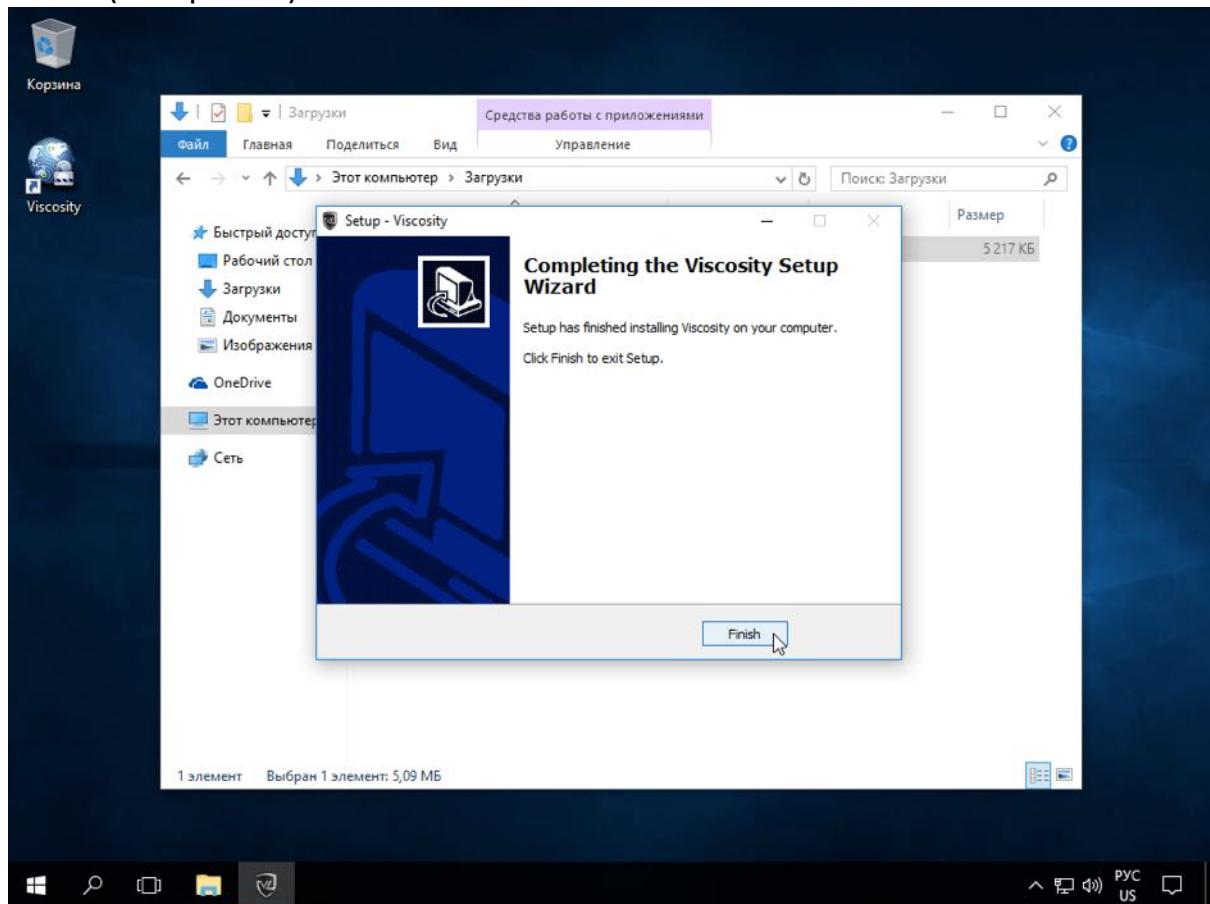 Корзина
Viscosity
Загрузки
Средства работы с приложениями
Файл
Главная
Поделиться
Вид
Управление
Этот компьютер > Загрузки
Поиск: Загрузки
Размер
5 217 КБ
Быстрый доступ
Рабочий стол
Загрузки
Документы
Изображения
OneDrive
Этот компьютер
Сеть
Setup - Viscosity
Completing the Viscosity Setup
Wizard
Setup has finished installing Viscosity on your computer.
Click Finish to exit Setup.
Finish
1 элемент
Выбран 1 элемент: 5,09 МБ
РУС
US